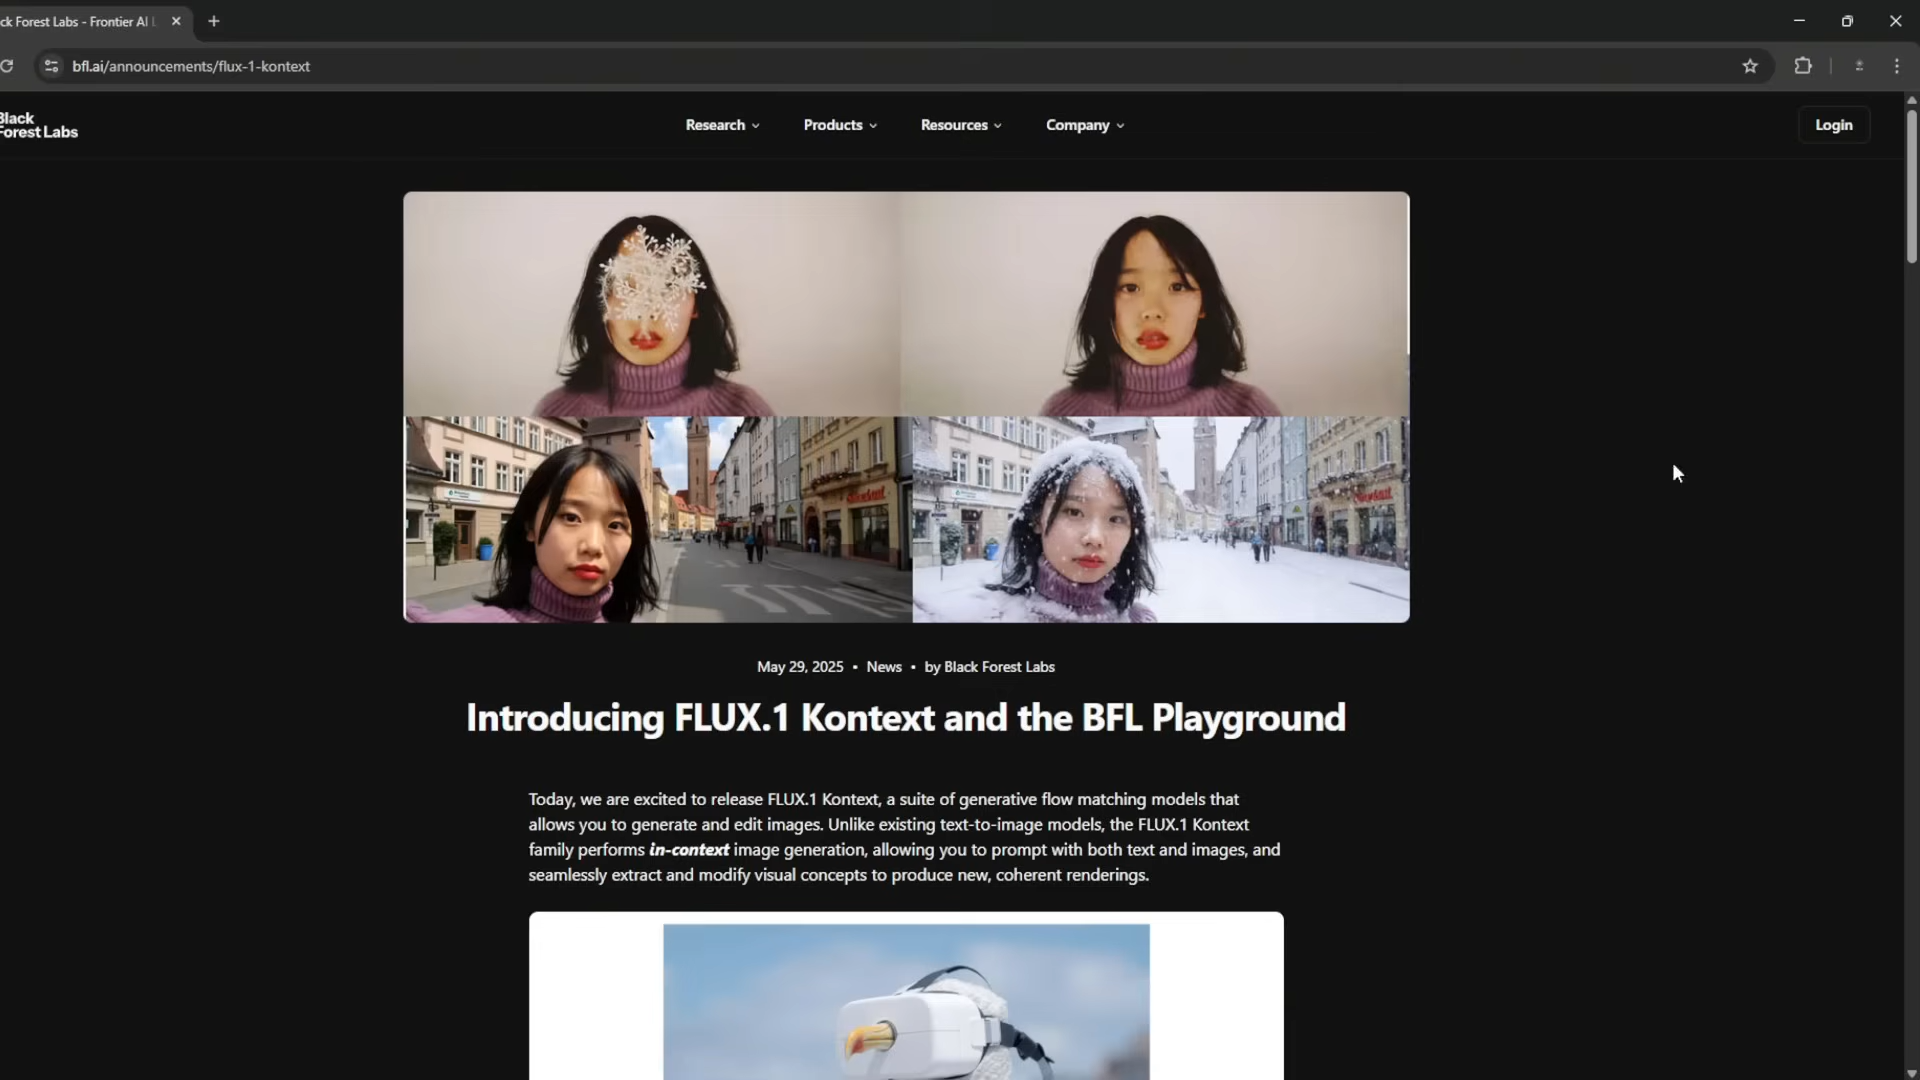 ck Forest Labs - Frontier AI
bfl.ai/announcements/flux-1-kontext
Black
Forest Labs
Research
Products
Resources
Company
Login
May 29, 2025 • News • by Black Forest Labs
Introducing FLUX.1 Kontext and the BFL Playground
Today, we are excited to release FLUX.1 Kontext, a suite of generative flow matching models that
allows you to generate and edit images. Unlike existing text-to-image models, the FLUX.1 Kontext
family performs in-context image generation, allowing you to prompt with both text and images, and
seamlessly extract and modify visual concepts to produce new, coherent renderings.